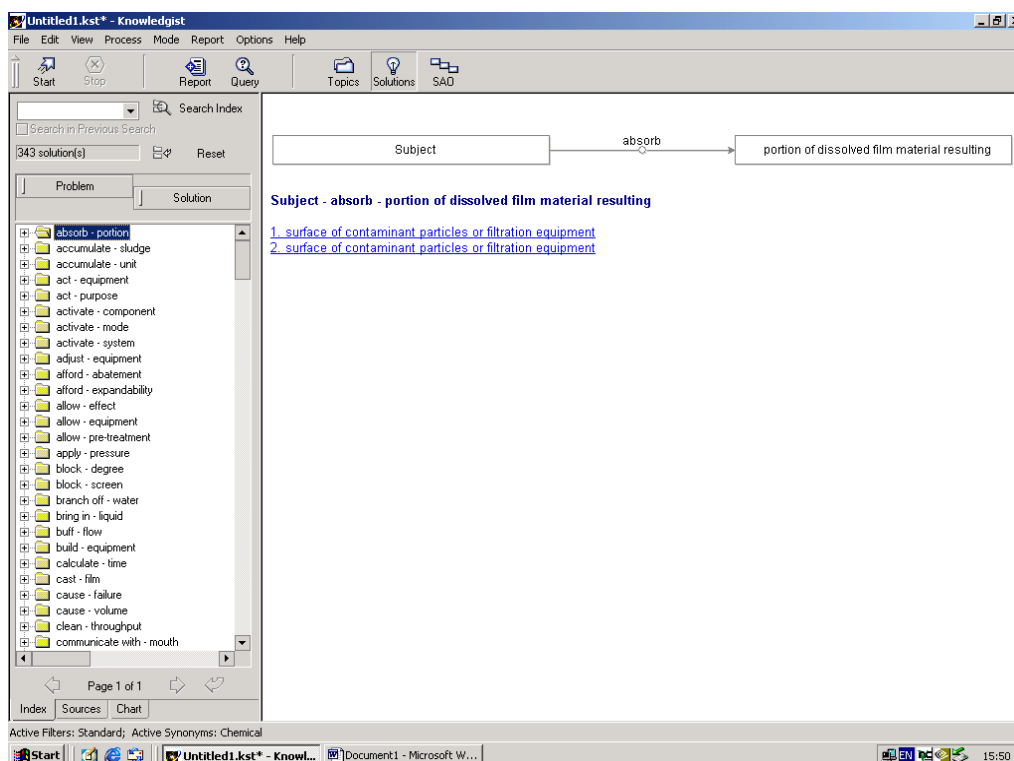 Untitled1.kst* - Knowledgist
File Edit View Process Mode Report Options Help
Start Stop Report Query Topics Solutions SAO
Search Index
Search in Previous Search
343 solution(s) Reset
Problem
Solution
absorb - portion
accumulate - sludge
accumulate - unit
act - equipment
act - purpose
activate - component
activate - mode
activate - system
adjust - equipment
afford - abatement
afford - expandability
allow - effect
allow - equipment
allow - pre-treatment
apply - pressure
block - degree
block - screen
branch off - water
bring in - liquid
buff - flow
build - equipment
calculate - time
cast - film
cause - failure
cause - volume
clean - throughput
communicate with - mouth
Page 1 of 1
Index Sources Chart
Subject absorb portion of dissolved film material resulting
Subject - absorb - portion of dissolved film material resulting
1. surface of contaminant particles or filtration equipment
2. surface of contaminant particles or filtration equipment
Active Filters: Standard; Active Synonyms: Chemical
Start Untitled1.kst* - Knowl... Document1 - Microsoft W... EN 15:50